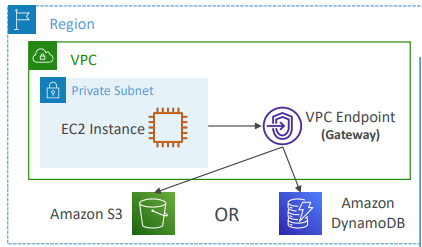 Region
VPC
Private Subnet
EC2 Instance
VPC Endpoint
(Gateway)
Amazon S3
OR
Amazon
DynamoDB